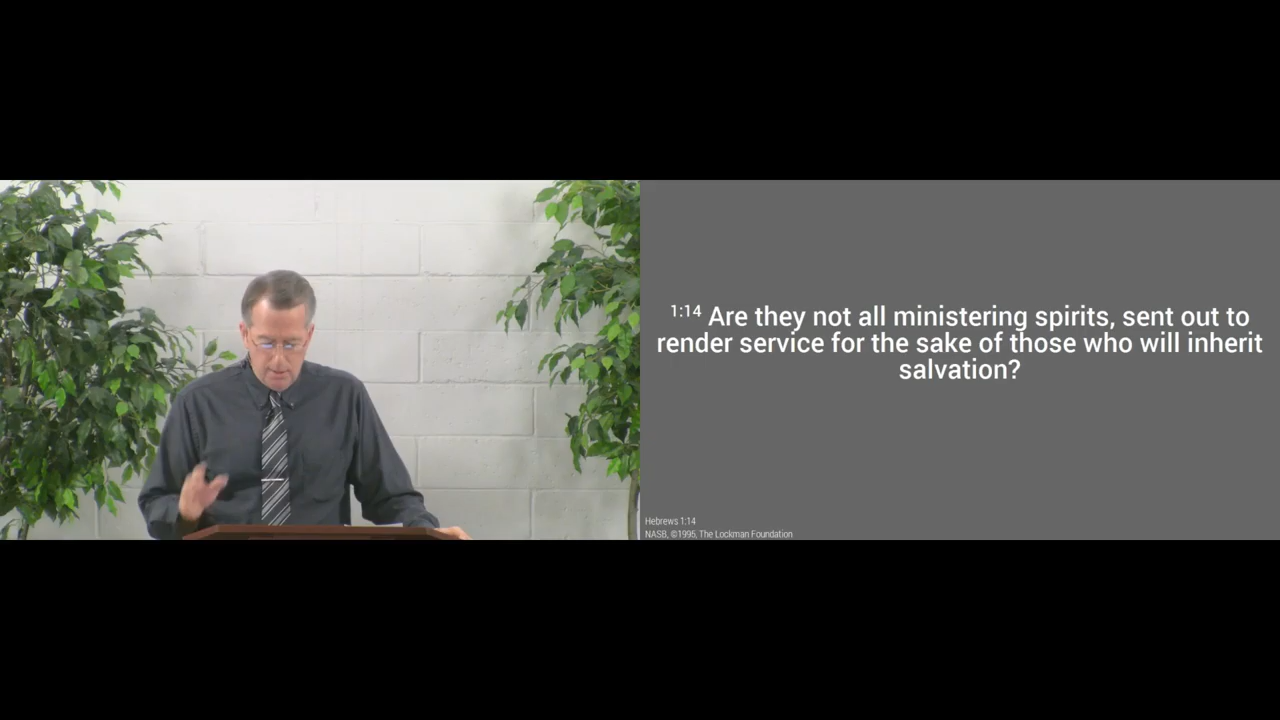 1:14 Are they not all ministering spirits, sent out to
render service for the sake of those who will inherit
salvation?
Hebrews 1:14
NASB, ©1995, The Lockman Foundation